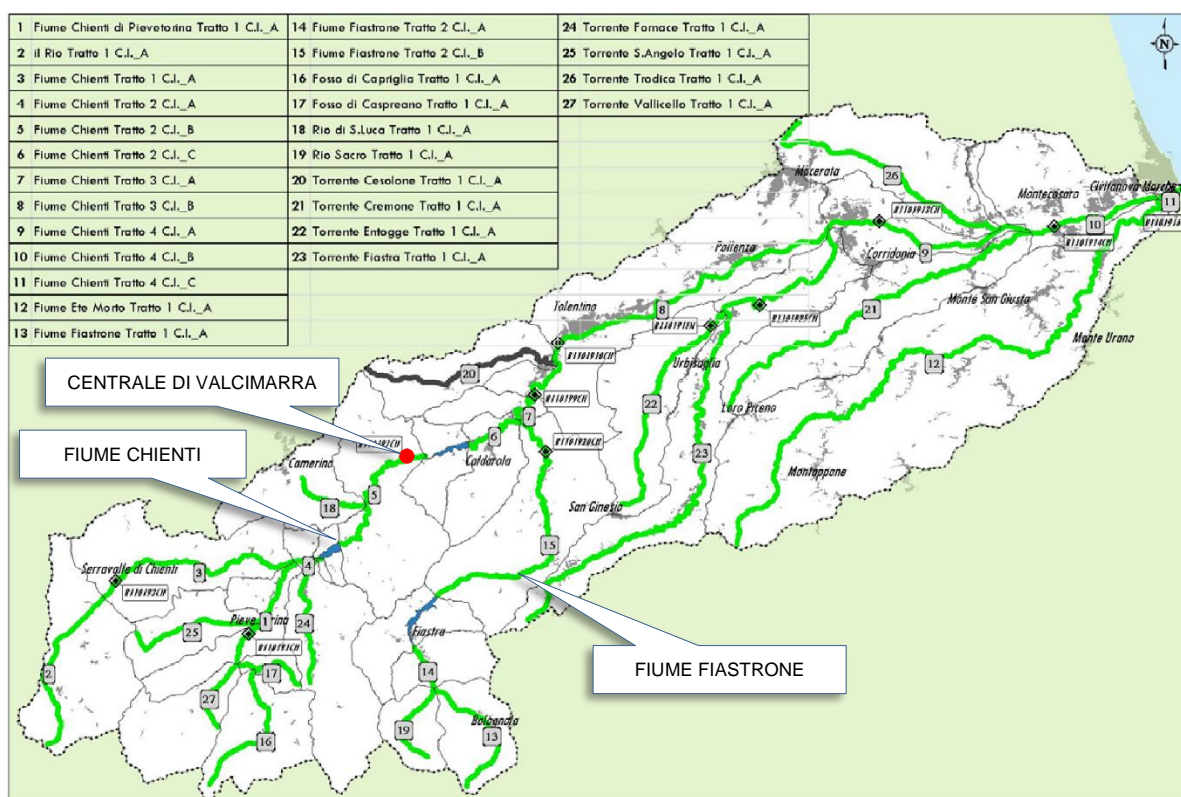 1 Fiume Chienti di Pievetorina Tratto 1 C.I._A
2 il Rio Tratto 1 C.I._A
3 Fiume Chienti Tratto 1 C.I._A
4 Fiume Chienti Tratto 2 C.I._A
5 Fiume Chienti Tratto 2 C.I._B
6 Fiume Chienti Tratto 2 C.I._C
7 Fiume Chienti Tratto 3 C.I._A
8 Fiume Chienti Tratto 3 C.I._B
9 Fiume Chienti Tratto 4 C.I._A
10 Fiume Chienti Tratto 4 C.I._B
11 Fiume Chienti Tratto 4 C.I._C
12 Fiume Ete Morto Tratto 1 C.I._A
13 Fiume Fiastrone Tratto 1 C.I._A
14 Fiume Fiastrone Tratto 2 C.I._A
15 Fiume Fiastrone Tratto 2 C.I._B
16 Fosso di Capriglia Tratto 1 C.I._A
17 Fosso di Caspreano Tratto 1 C.I._A
18 Rio di S.Luca Tratto 1 C.I._A
19 Rio Sacro Tratto 1 C.I._A
20 Torrente Cesolone Tratto 1 C.I._A
21 Torrente Cremone Tratto 1 C.I._A
22 Torrente Entogge Tratto 1 C.I._A
23 Torrente Fiastra Tratto 1 C.I._A
24 Torrente Fornace Tratto 1 C.I._A
25 Torrente S.Angelo Tratto 1 C.I._A
26 Torrente Trodica Tratto 1 C.I._A
27 Torrente Vallicello Tratto 1 C.I._A
N
Macerata
26
Montecosaro
Civitanova Marche
11
10
9
Corridonia
Pollenza
Monte San Giusto
Tolentino
8
21
Monte Urano
12
Urbisaglia
CENTRALE DI VALCIMARRA
20
22
Loro Piceno
7
6
Caldarola
FIUME CHIENTI
Camerino
23
Montappone
5
18
San Ginesio
15
4
Serravalle di Chienti
3
1
24
Fiastra
25
FIUME FIASTRONE
2
17
14
27
Bolognola
19
13
16